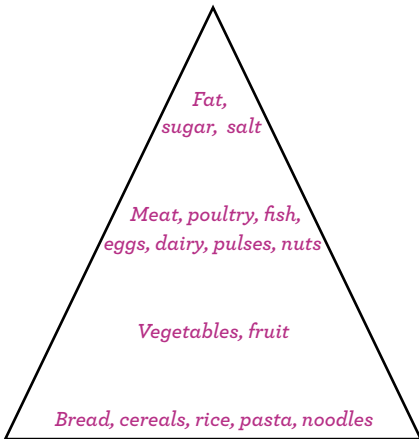 Fat,
sugar, salt
Meat, poultry, fish,
eggs, dairy, pulses, nuts
Vegetables, fruit
Bread, cereals, rice, pasta, noodles